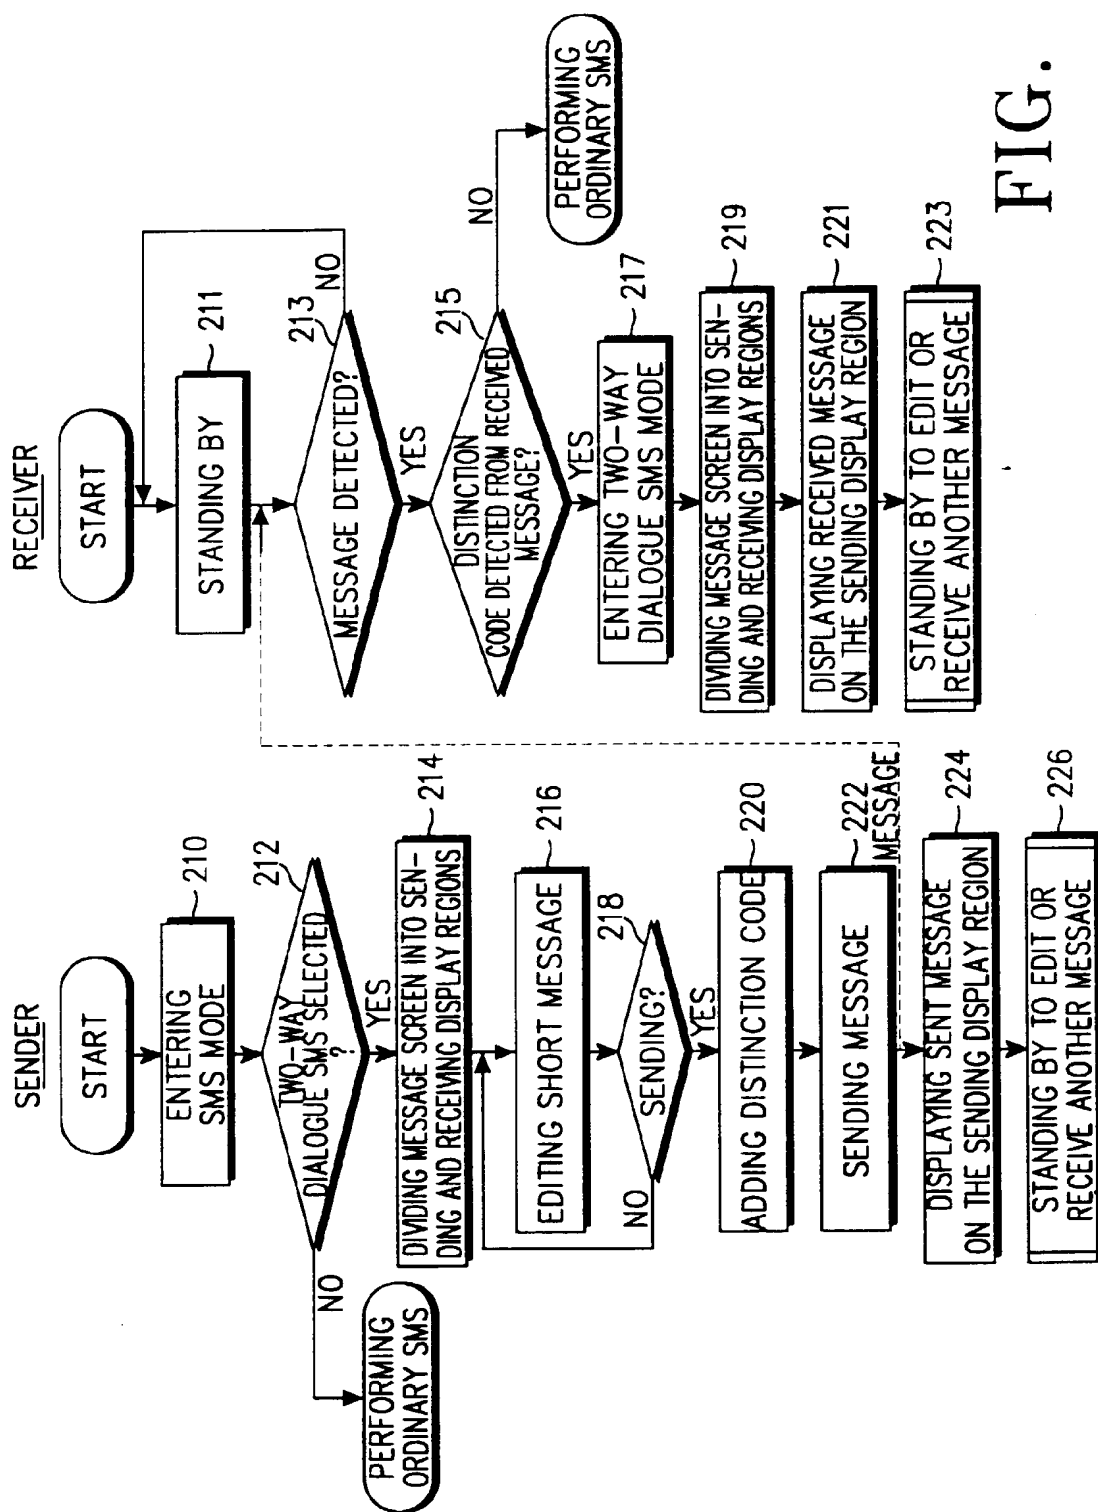 SENDER
START
ENTERING
SMS MODE
210
TWO-WAY
DIALOGUE SMS SELECTED
?
212
NO
PERFORMING
ORDINARY SMS
YES
DIVIDING MESSAGE SCREEN INTO SEN-
DING AND RECEIVING DISPLAY REGIONS
214
EDITING SHORT MESSAGE
216
SENDING?
218
NO
YES
ADDING DISTINCTION CODE
220
SENDING MESSAGE
222
MESSAGE
DISPLAYING SENT MESSAGE
ON THE SENDING DISPLAY REGION
224
STANDING BY TO EDIT OR
RECEIVE ANOTHER MESSAGE
226
RECEIVER
START
STANDING BY
211
MESSAGE DETECTED?
213
NO
YES
DISTINCTION
CODE DETECTED FROM RECEIVED
MESSAGE?
215
NO
PERFORMING
ORDINARY SMS
YES
ENTERING TWO-WAY
DIALOGUE SMS MODE
217
DIVIDING MESSAGE SCREEN INTO SEN-
DING AND RECEIVING DISPLAY REGIONS
219
DISPLAYING RECEIVED MESSAGE
ON THE SENDING DISPLAY REGION
221
STANDING BY TO EDIT OR
RECEIVE ANOTHER MESSAGE
223
FIG.